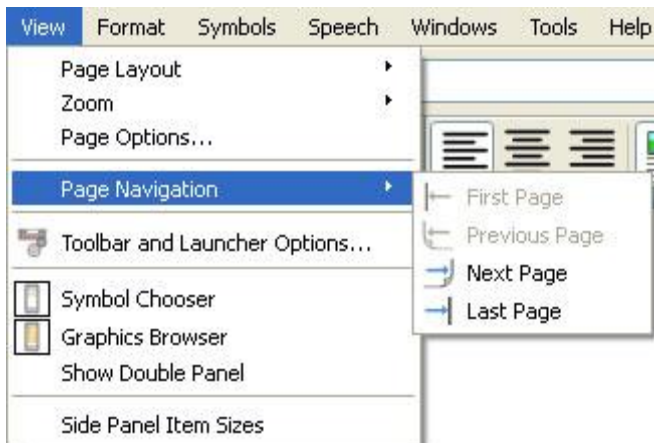 View Format Symbols Speech Windows Tools Help
Page Layout
Zoom
Page Options...
Page Navigation
First Page
Previous Page
Next Page
Last Page
Toolbar and Launcher Options...
Symbol Chooser
Graphics Browser
Show Double Panel
Side Panel Item Sizes